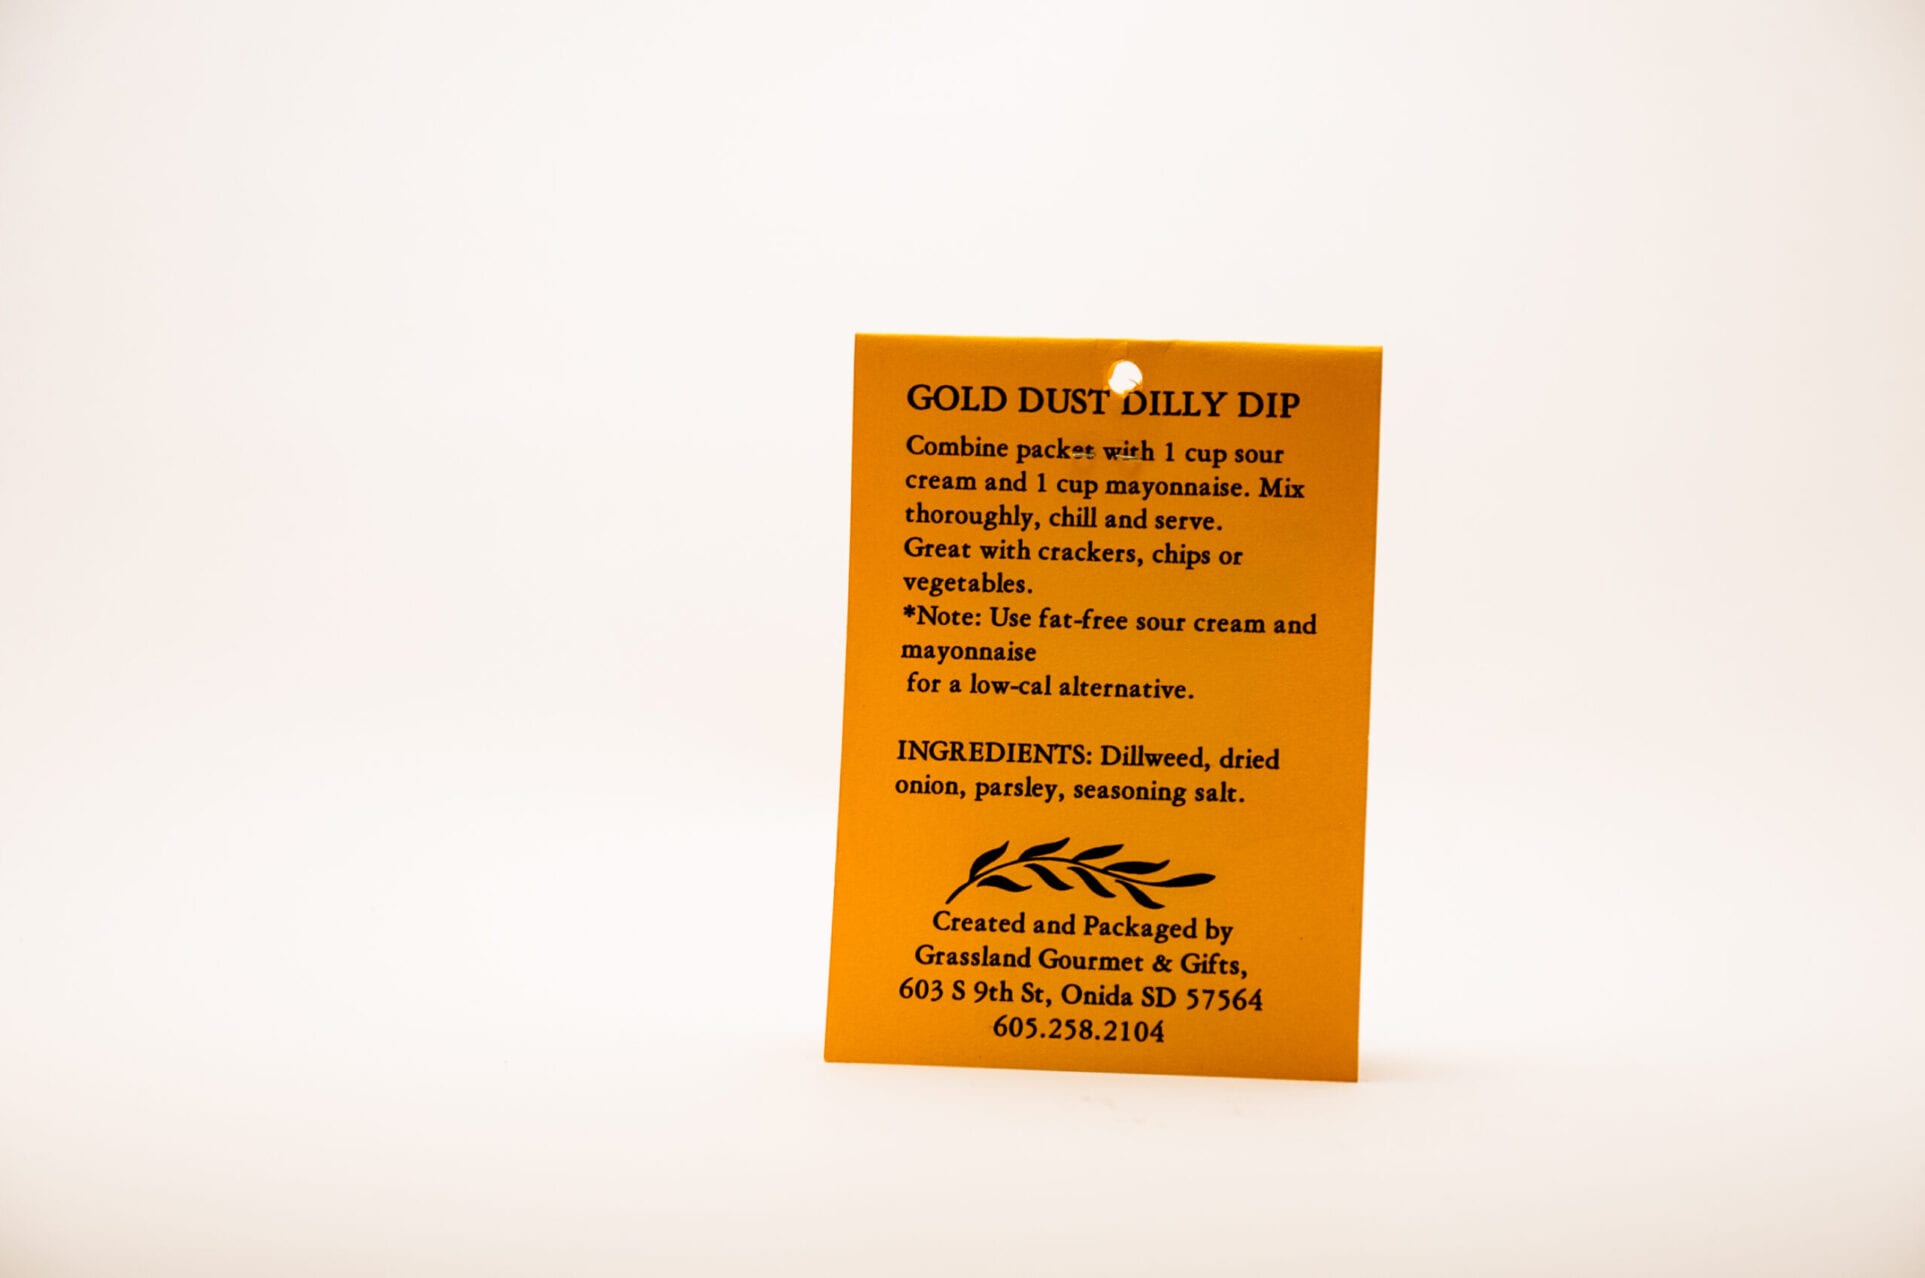 GOLD DUST DILLY DIP
Combine packet with 1 cup sour
cream and 1 cup mayonnaise. Mix
thoroughly, chill and serve.
Great with crackers, chips or
vegetables.
*Note: Use fat-free sour cream and
mayonnaise
for a low-cal alternative.
INGREDIENTS: Dillweed, dried
onion, parsley, seasoning salt.
Created and Packaged by
Grassland Gourmet & Gifts,
603 S 9th St, Onida SD 57564
605.258.2104